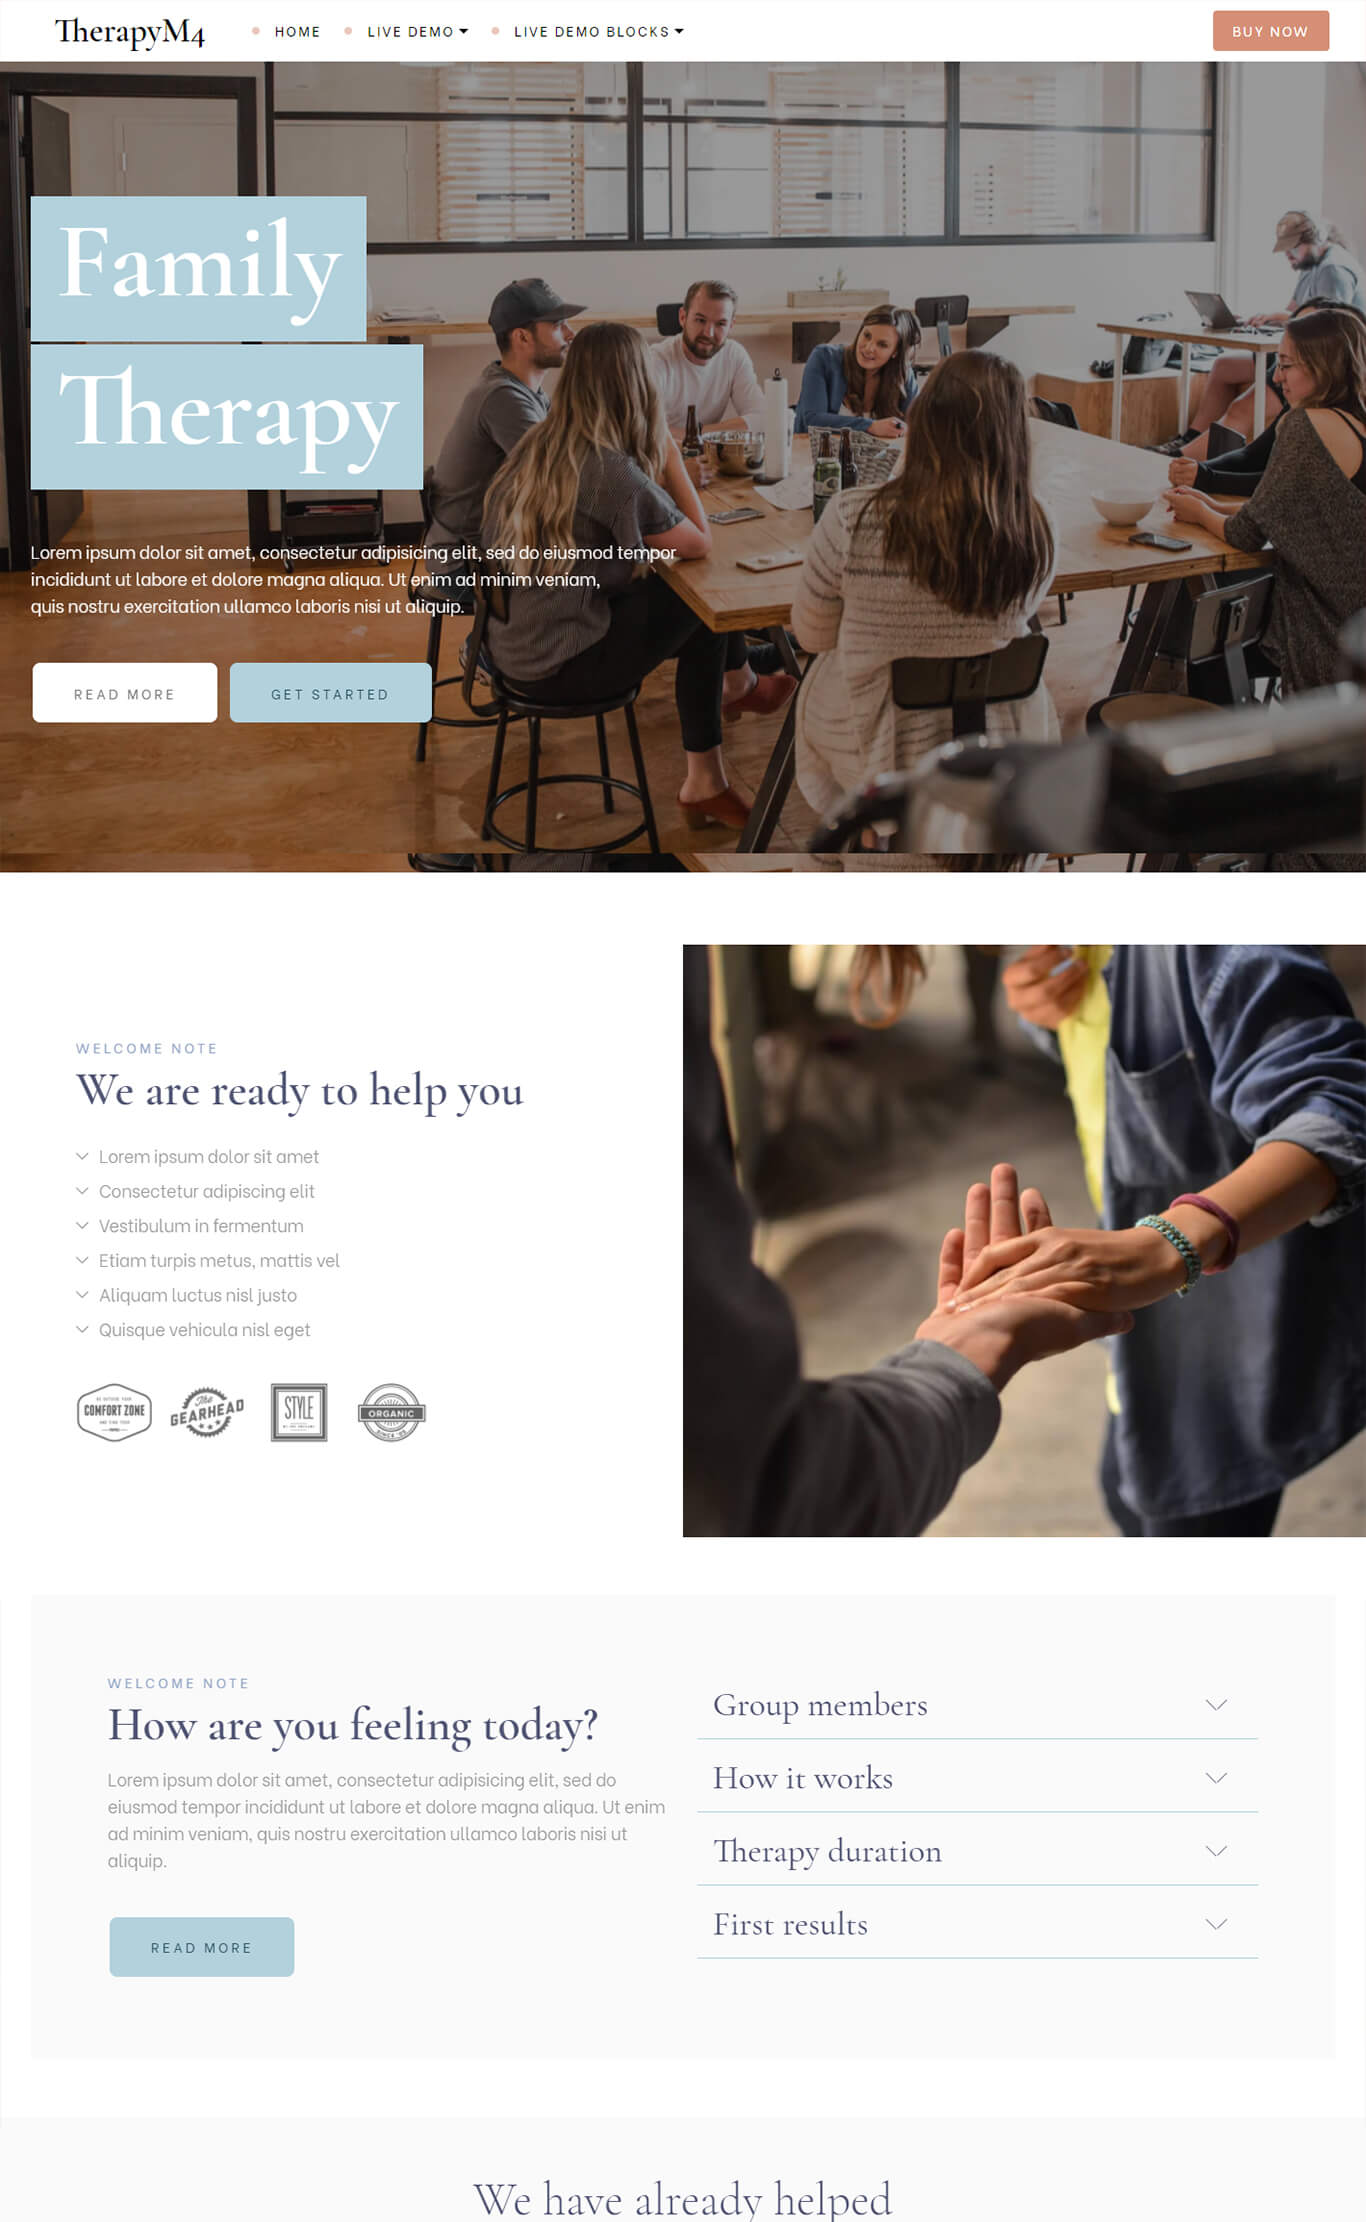 TherapyM4
HOME
LIVE DEMO
LIVE DEMO BLOCKS
BUY NOW
Family
Therapy
Lorem ipsum dolor sit amet, consectetur adipisicing elit, sed do eiusmod tempor
incididunt ut labore et dolore magna aliqua. Ut enim ad minim veniam,
quis nostru exercitation ullamco laboris nisi ut aliquip.
READ MORE
GET STARTED
WELCOME NOTE
We are ready to help you
Lorem ipsum dolor sit amet
Consectetur adipiscing elit
Vestibulum in fermentum
Etiam turpis metus, mattis vel
Aliquam luctus nisl justo
Quisque vehicula nisl eget
COMFORT ZONE
The
GEARHEAD
STYLE
ORGANIC
SINCE
WELCOME NOTE
How are you feeling today?
Lorem ipsum dolor sit amet, consectetur adipisicing elit, sed do
eiusmod tempor incididunt ut labore et dolore magna aliqua. Ut enim
ad minim veniam, quis nostru exercitation ullamco laboris nisi ut
aliquip.
READ MORE
Group members
How it works
Therapy duration
First results
We have already helped